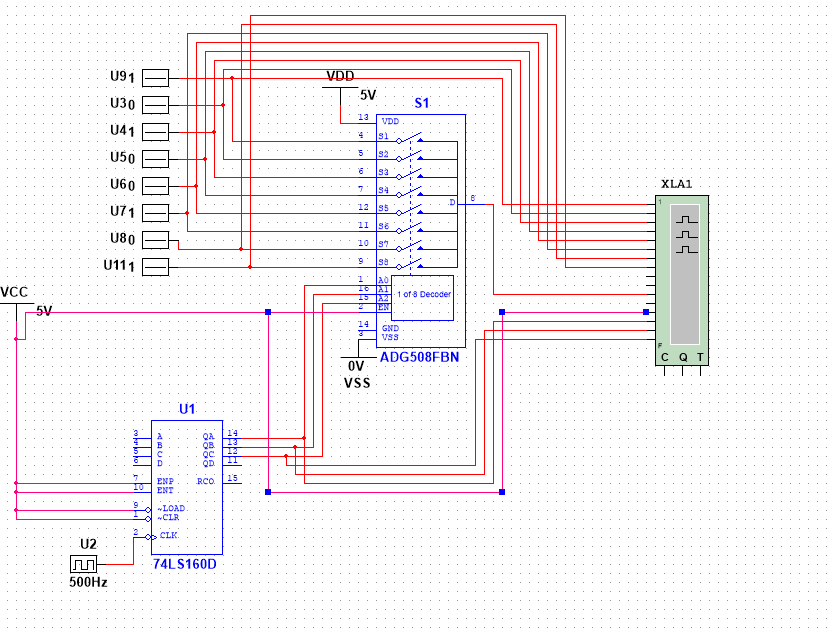 U9 1
VDD
5V
U3 0
S1
U4 1
13 VDD
4 S1
U5 0
5 S2
6 S3
U6 0
7 S4
XLA1
D 8
1
U7 1
12 S5
11 S6
U8 0
10 S7
U11 1
9 S8
1 A0
16 A1
15 A2
2 EN
1 of 8 Decoder
VCC
5V
14 GND
3 VSS
F
C Q T
0V
ADG508FBN
VSS
U1
3 A QA 14
4 B QB 13
5 C QC 12
6 D QD 11
7 ENP RCO 15
10 ENT
9 ~LOAD
1 ~CLR
2 CLK
U2
74LS160D
500Hz